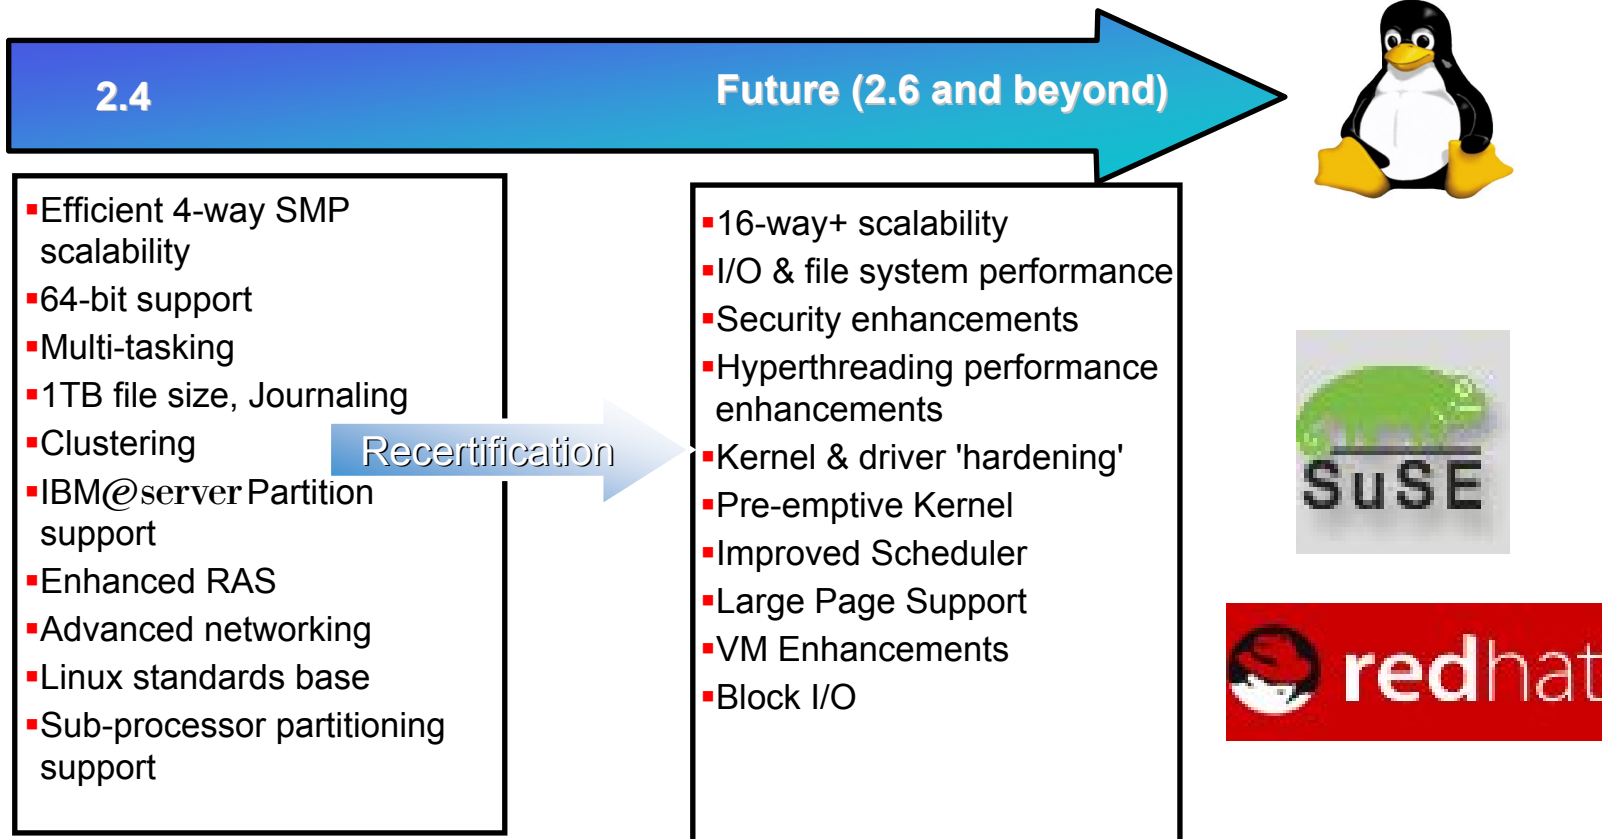 2.4
Future (2.6 and beyond)
▪Efficient 4-way SMP
scalability
▪64-bit support
▪Multi-tasking
▪1TB file size, Journaling
▪Clustering
▪IBM@server Partition
support
▪Enhanced RAS
▪Advanced networking
▪Linux standards base
▪Sub-processor partitioning
support
Recertification
▪16-way+ scalability
▪I/O & file system performance
▪Security enhancements
▪Hyperthreading performance
enhancements
▪Kernel & driver 'hardening'
▪Pre-emptive Kernel
▪Improved Scheduler
▪Large Page Support
▪VM Enhancements
▪Block I/O
SuSE
redhat